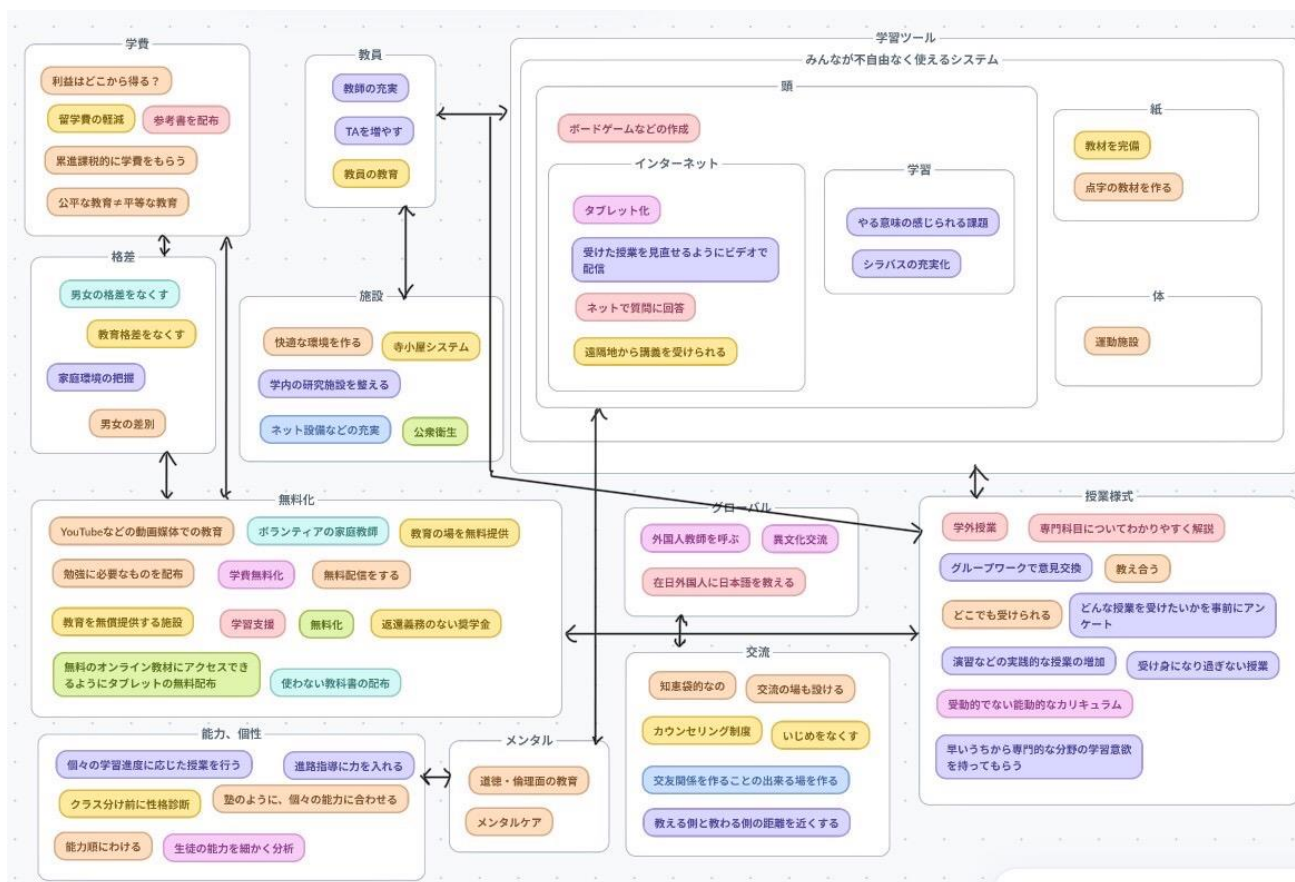 学費
利益はどこから得る?
留学費の軽減
参考書を配布
累進課税的に学費をもらう
公平な教育≠平等な教育
教員
教師の充実
TAを増やす
教員の教育
学習ツール
みんなが不自由なく使えるシステム
頭
ボードゲームなどの作成
インターネット
タブレット化
受けた授業を見直せるようにビデオで
配信
ネットで質問に回答
遠隔地から講義を受けられる
学習
やる意味の感じられる課題
シラバスの充実化
紙
教材を完備
点字の教材を作る
体
運動施設
格差
男女の格差をなくす
教育格差をなくす
家庭環境の把握
男女の差別
施設
快適な環境を作る
寺小屋システム
学内の研究施設を整える
ネット設備などの充実
公衆衛生
無料化
YouTubeなどの動画媒体での教育
ボランティアの家庭教師
教育の場を無料提供
勉強に必要なものを配布
学費無料化
無料配信をする
教育を無償提供する施設
学習支援
無料化
返還義務のない奨学金
無料のオンライン教材にアクセスでき
るようにタブレットの無料配布
使わない教科書の配布
グローバル
外国人教師を呼ぶ
異文化交流
在日外国人に日本語を教える
授業様式
学外授業
専門科目についてわかりやすく解説
グループワークで意見交換
教え合う
どこでも受けられる
どんな授業を受けたいかを事前にアン
ケート
演習などの実践的な授業の増加
受け身になり過ぎない授業
受動的でない能動的なカリキュラム
早いうちから専門的な分野の学習意欲
を持ってもらう
交流
知恵袋的なの
交流の場も設ける
カウンセリング制度
いじめをなくす
交友関係を作ることの出来る場を作る
教える側と教わる側の距離を近くする
能力、個性
個々の学習進度に応じた授業を行う
進路指導に力を入れる
クラス分け前に性格診断
塾のように、個々の能力に合わせる
能力順にわける
生徒の能力を細かく分析
メンタル
道徳・倫理面の教育
メンタルケア